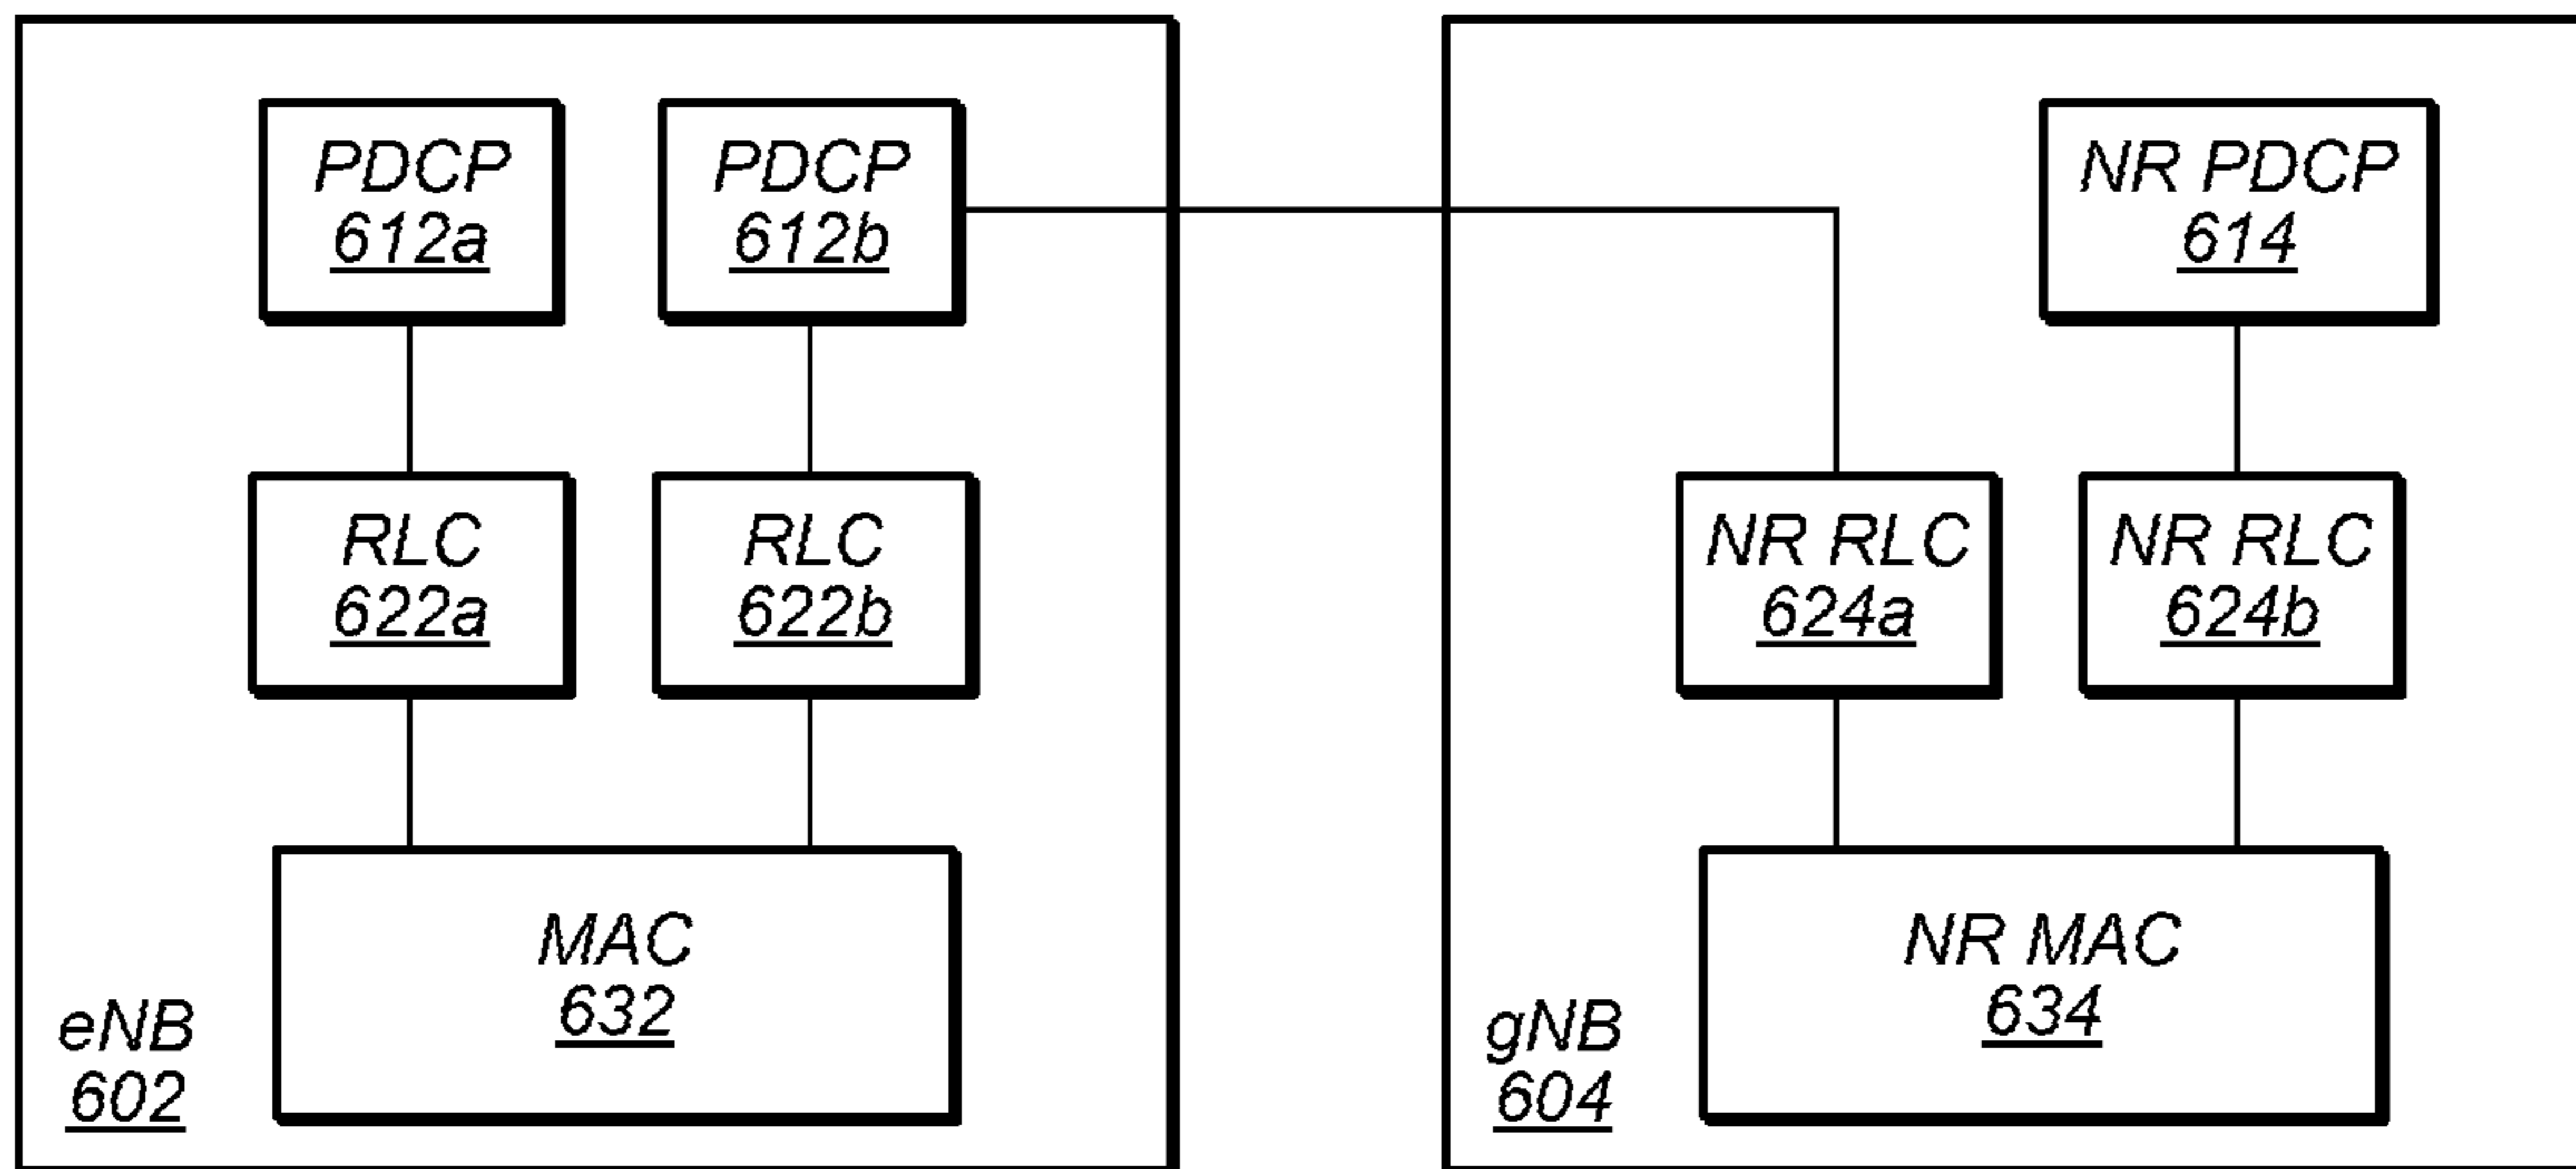 PDCP
612a
PDCP
612b
NR PDCP
614
RLC
622a
RLC
622b
NR RLC
624a
NR RLC
624b
MAC
632
NR MAC
634
eNB
602
gNB
604